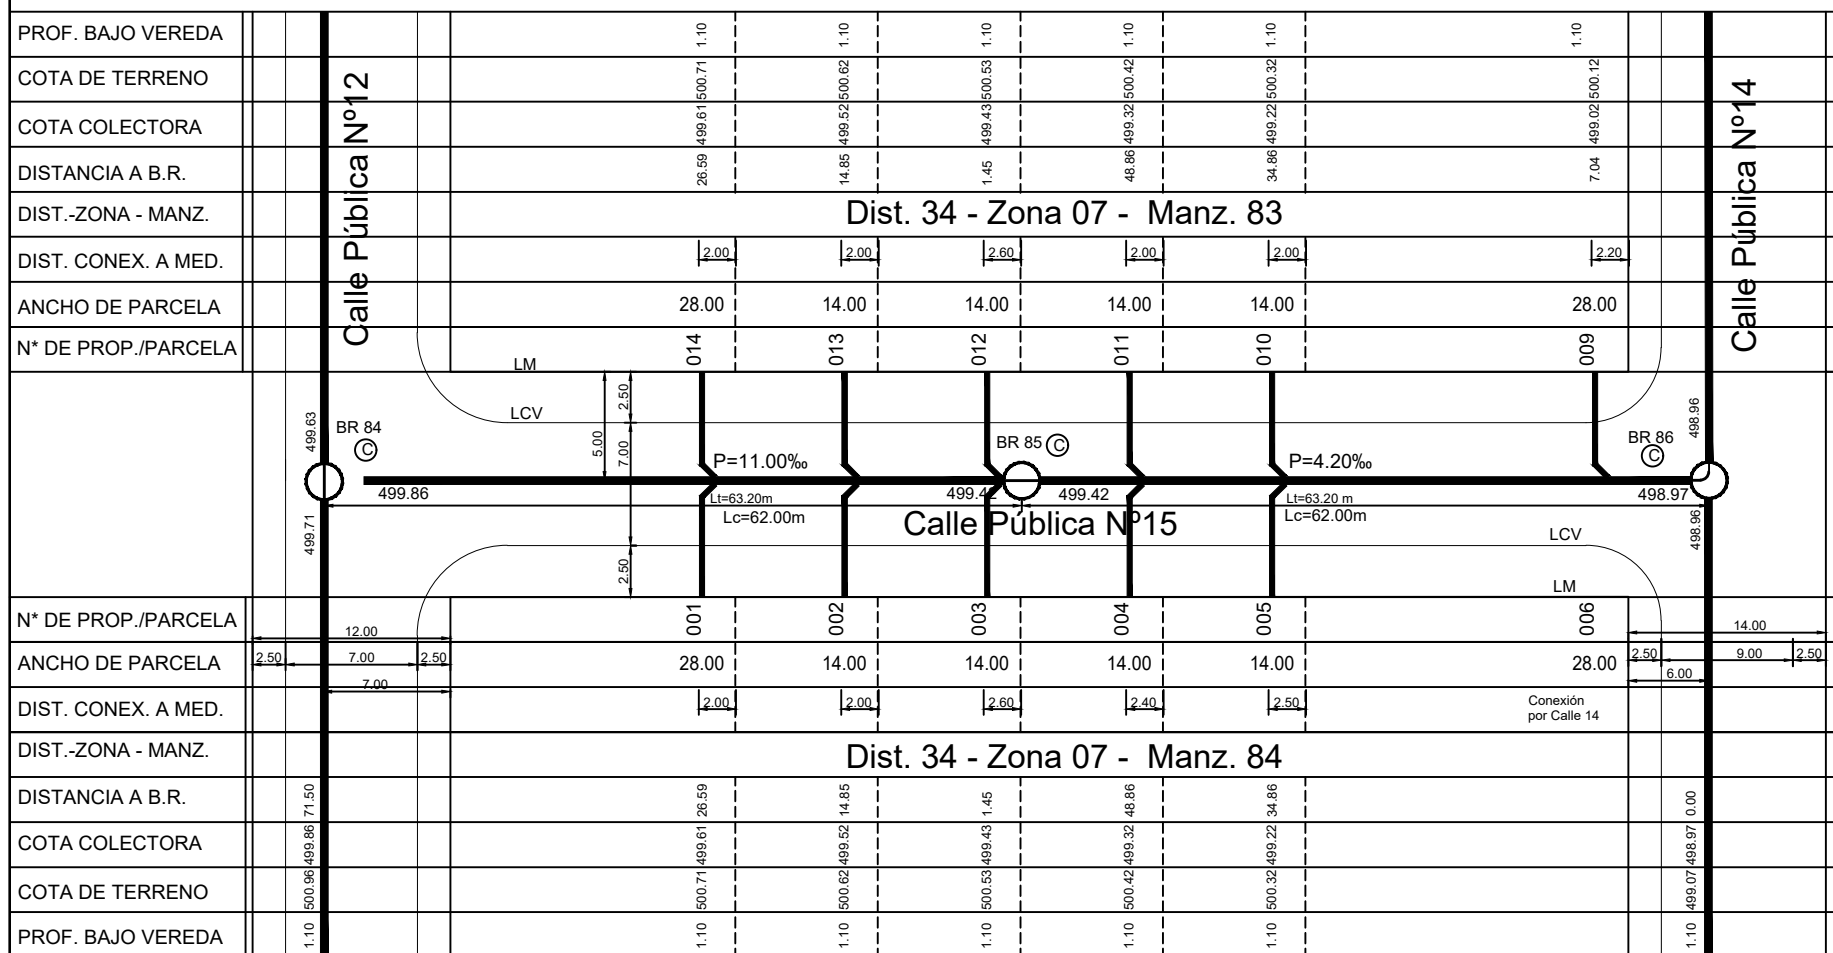 PROF. BAJO VEREDA 1.10 1.10 1.10 1.10 1.10 1.10
COTA DE TERRENO 500.71 500.62 500.53 500.42 500.32 500.12
COTA COLECTORA 499.61 499.52 499.43 499.32 499.22 499.02
DISTANCIA A B.R. 26.59 14.85 1.45 48.86 34.86 7.04
Calle Pública Nº12
Calle Pública Nº14
DIST.-ZONA - MANZ. Dist. 34 - Zona 07 - Manz. 83
DIST. CONEX. A MED. 2.00 2.00 2.60 2.00 2.00 2.20
ANCHO DE PARCELA 28.00 14.00 14.00 14.00 14.00 28.00
N* DE PROP./PARCELA 014 013 012 011 010 009
LM
LCV
2.50
5.00
7.00
2.50
499.63
BR 84 C
BR 85 C
BR 86 C
498.96
P=11.00‰
P=4.20‰
499.86
499.42
499.42
498.97
Lt=63.20m
Lc=62.00m
Lt=63.20 m
Lc=62.00m
499.71
498.96
Calle Pública Nº15
LCV
LM
N* DE PROP./PARCELA 001 002 003 004 005 006
12.00
14.00
ANCHO DE PARCELA 2.50 7.00 2.50 28.00 14.00 14.00 14.00 14.00 28.00 2.50 9.00 2.50
7.00
6.00
DIST. CONEX. A MED. 2.00 2.00 2.60 2.40 2.50
Conexión
por Calle 14
DIST.-ZONA - MANZ. Dist. 34 - Zona 07 - Manz. 84
DISTANCIA A B.R. 71.50 26.59 14.85 1.45 48.86 34.86 0.00
COTA COLECTORA 499.86 499.61 499.52 499.43 499.32 499.22 498.97
COTA DE TERRENO 500.96 500.71 500.62 500.53 500.42 500.32 499.07
PROF. BAJO VEREDA 1.10 1.10 1.10 1.10 1.10 1.10 1.10